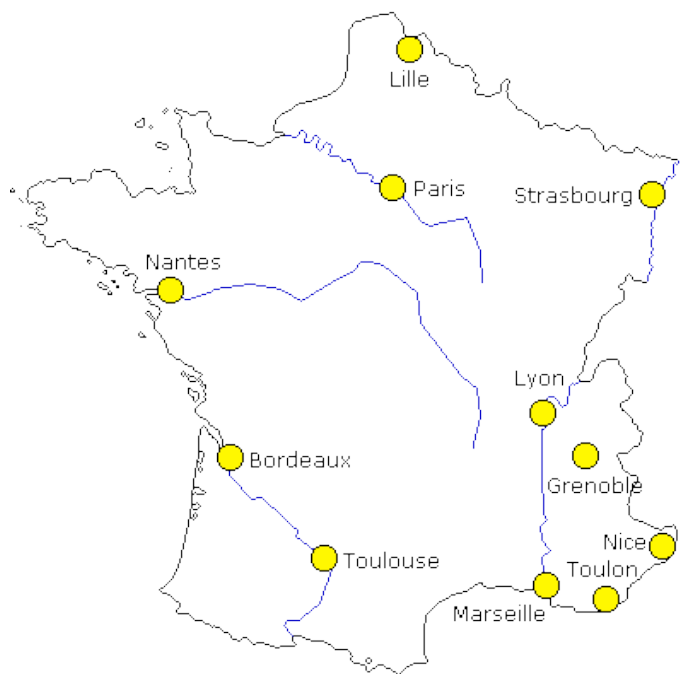 Lille
Paris
Strasbourg
Nantes
Lyon
Bordeaux
Grenoble
Nice
Toulouse
Toulon
Marseille